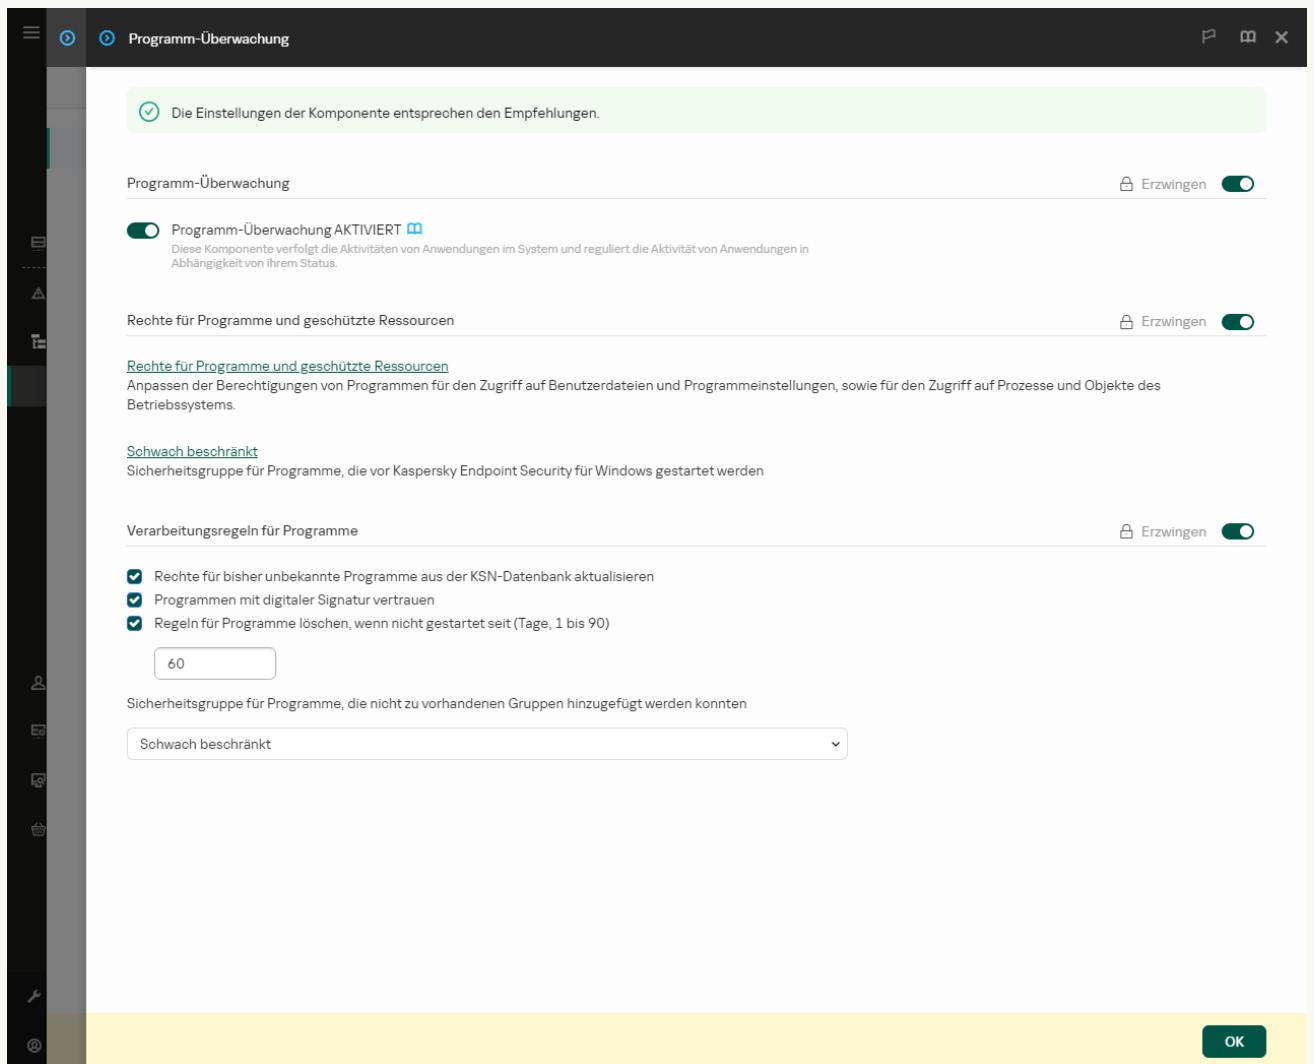 Programm-Überwachung
Die Einstellungen der Komponente entsprechen den Empfehlungen.
Programm-Überwachung
Erzwingen
Programm-Überwachung AKTIVIERT
Diese Komponente verfolgt die Aktivitäten von Anwendungen im System und reguliert die Aktivität von Anwendungen in
Abhängigkeit von ihrem Status.
Rechte für Programme und geschützte Ressourcen
Erzwingen
Rechte für Programme und geschützte Ressourcen
Anpassen der Berechtigungen von Programmen für den Zugriff auf Benutzerdateien und Programmeinstellungen, sowie für den Zugriff auf Prozesse und Objekte des
Betriebssystems.
Schwach beschränkt
Sicherheitsgruppe für Programme, die vor Kaspersky Endpoint Security für Windows gestartet werden
Verarbeitungsregeln für Programme
Erzwingen
Rechte für bisher unbekannte Programme aus der KSN-Datenbank aktualisieren
Programmen mit digitaler Signatur vertrauen
Regeln für Programme löschen, wenn nicht gestartet seit (Tage, 1 bis 90)
60
Sicherheitsgruppe für Programme, die nicht zu vorhandenen Gruppen hinzugefügt werden konnten
Schwach beschränkt
OK